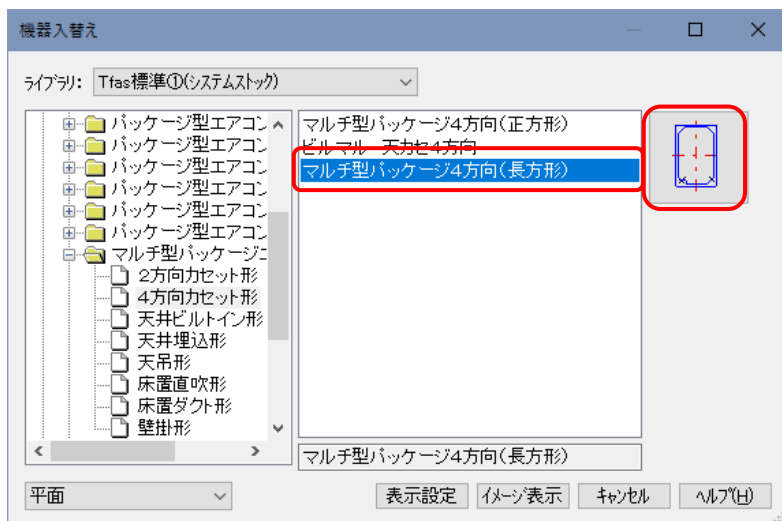 機器入替え
ライブラリ: Tfas標準①(システムストック)
パッケージ型エアコン
パッケージ型エアコン
パッケージ型エアコン
パッケージ型エアコン
パッケージ型エアコン
パッケージ型エアコン
マルチ型パッケージエ
2方向カセット形
4方向カセット形
天井ビルトイン形
天井埋込形
天吊形
床置直吹形
床置ダクト形
壁掛形
マルチ型パッケージ4方向(正方形)
ビルマル 天カセ4方向
マルチ型パッケージ4方向(長方形)
マルチ型パッケージ4方向(長方形)
平面
表示設定 イメージ表示 キャンセル ヘルプ(H)